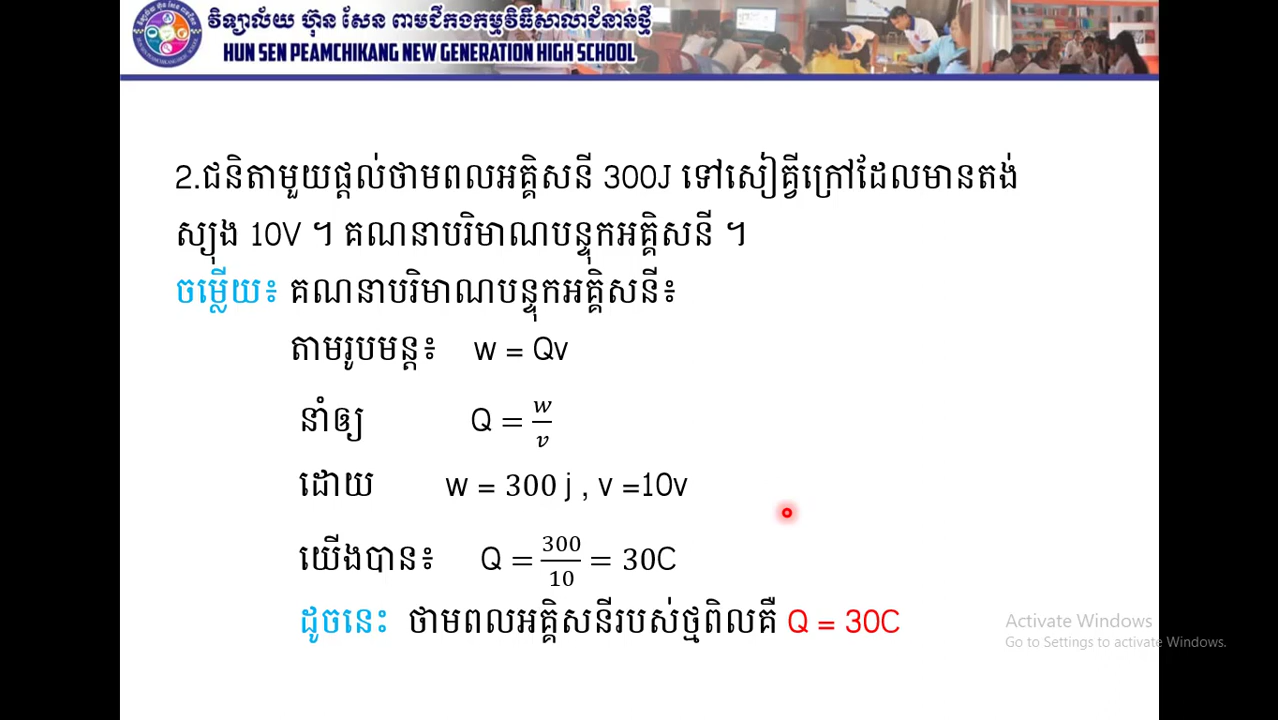 វិទ្យាល័យ ហ៊ុន សែន ពាមជីកងកម្មវិធីសាលាជំនាន់ថ្មី
HUN SEN PEAMCHIKANG NEW GENERATION HIGH SCHOOL
2.ជនិតាមួយផ្តល់ថាមពលអគ្គិសនី 300J ទៅសៀគ្វីក្រៅដែលមានតង់
ស្យុង 10V ។ គណនាបរិមាណបន្ទុកអគ្គិសនី ។
ចម្លើយ៖ គណនាបរិមាណបន្ទុកអគ្គិសនី៖
តាមរូបមន្ត៖ w = Qv
នាំឲ្យ Q = w/v
ដោយ w = 300 j , v =10v
យើងបាន៖ Q = 300/10 = 30C
ដូចនេះ ថាមពលអគ្គិសនីរបស់ថ្មពិលគឺ Q = 30C
Activate Windows
Go to Settings to activate Windows.